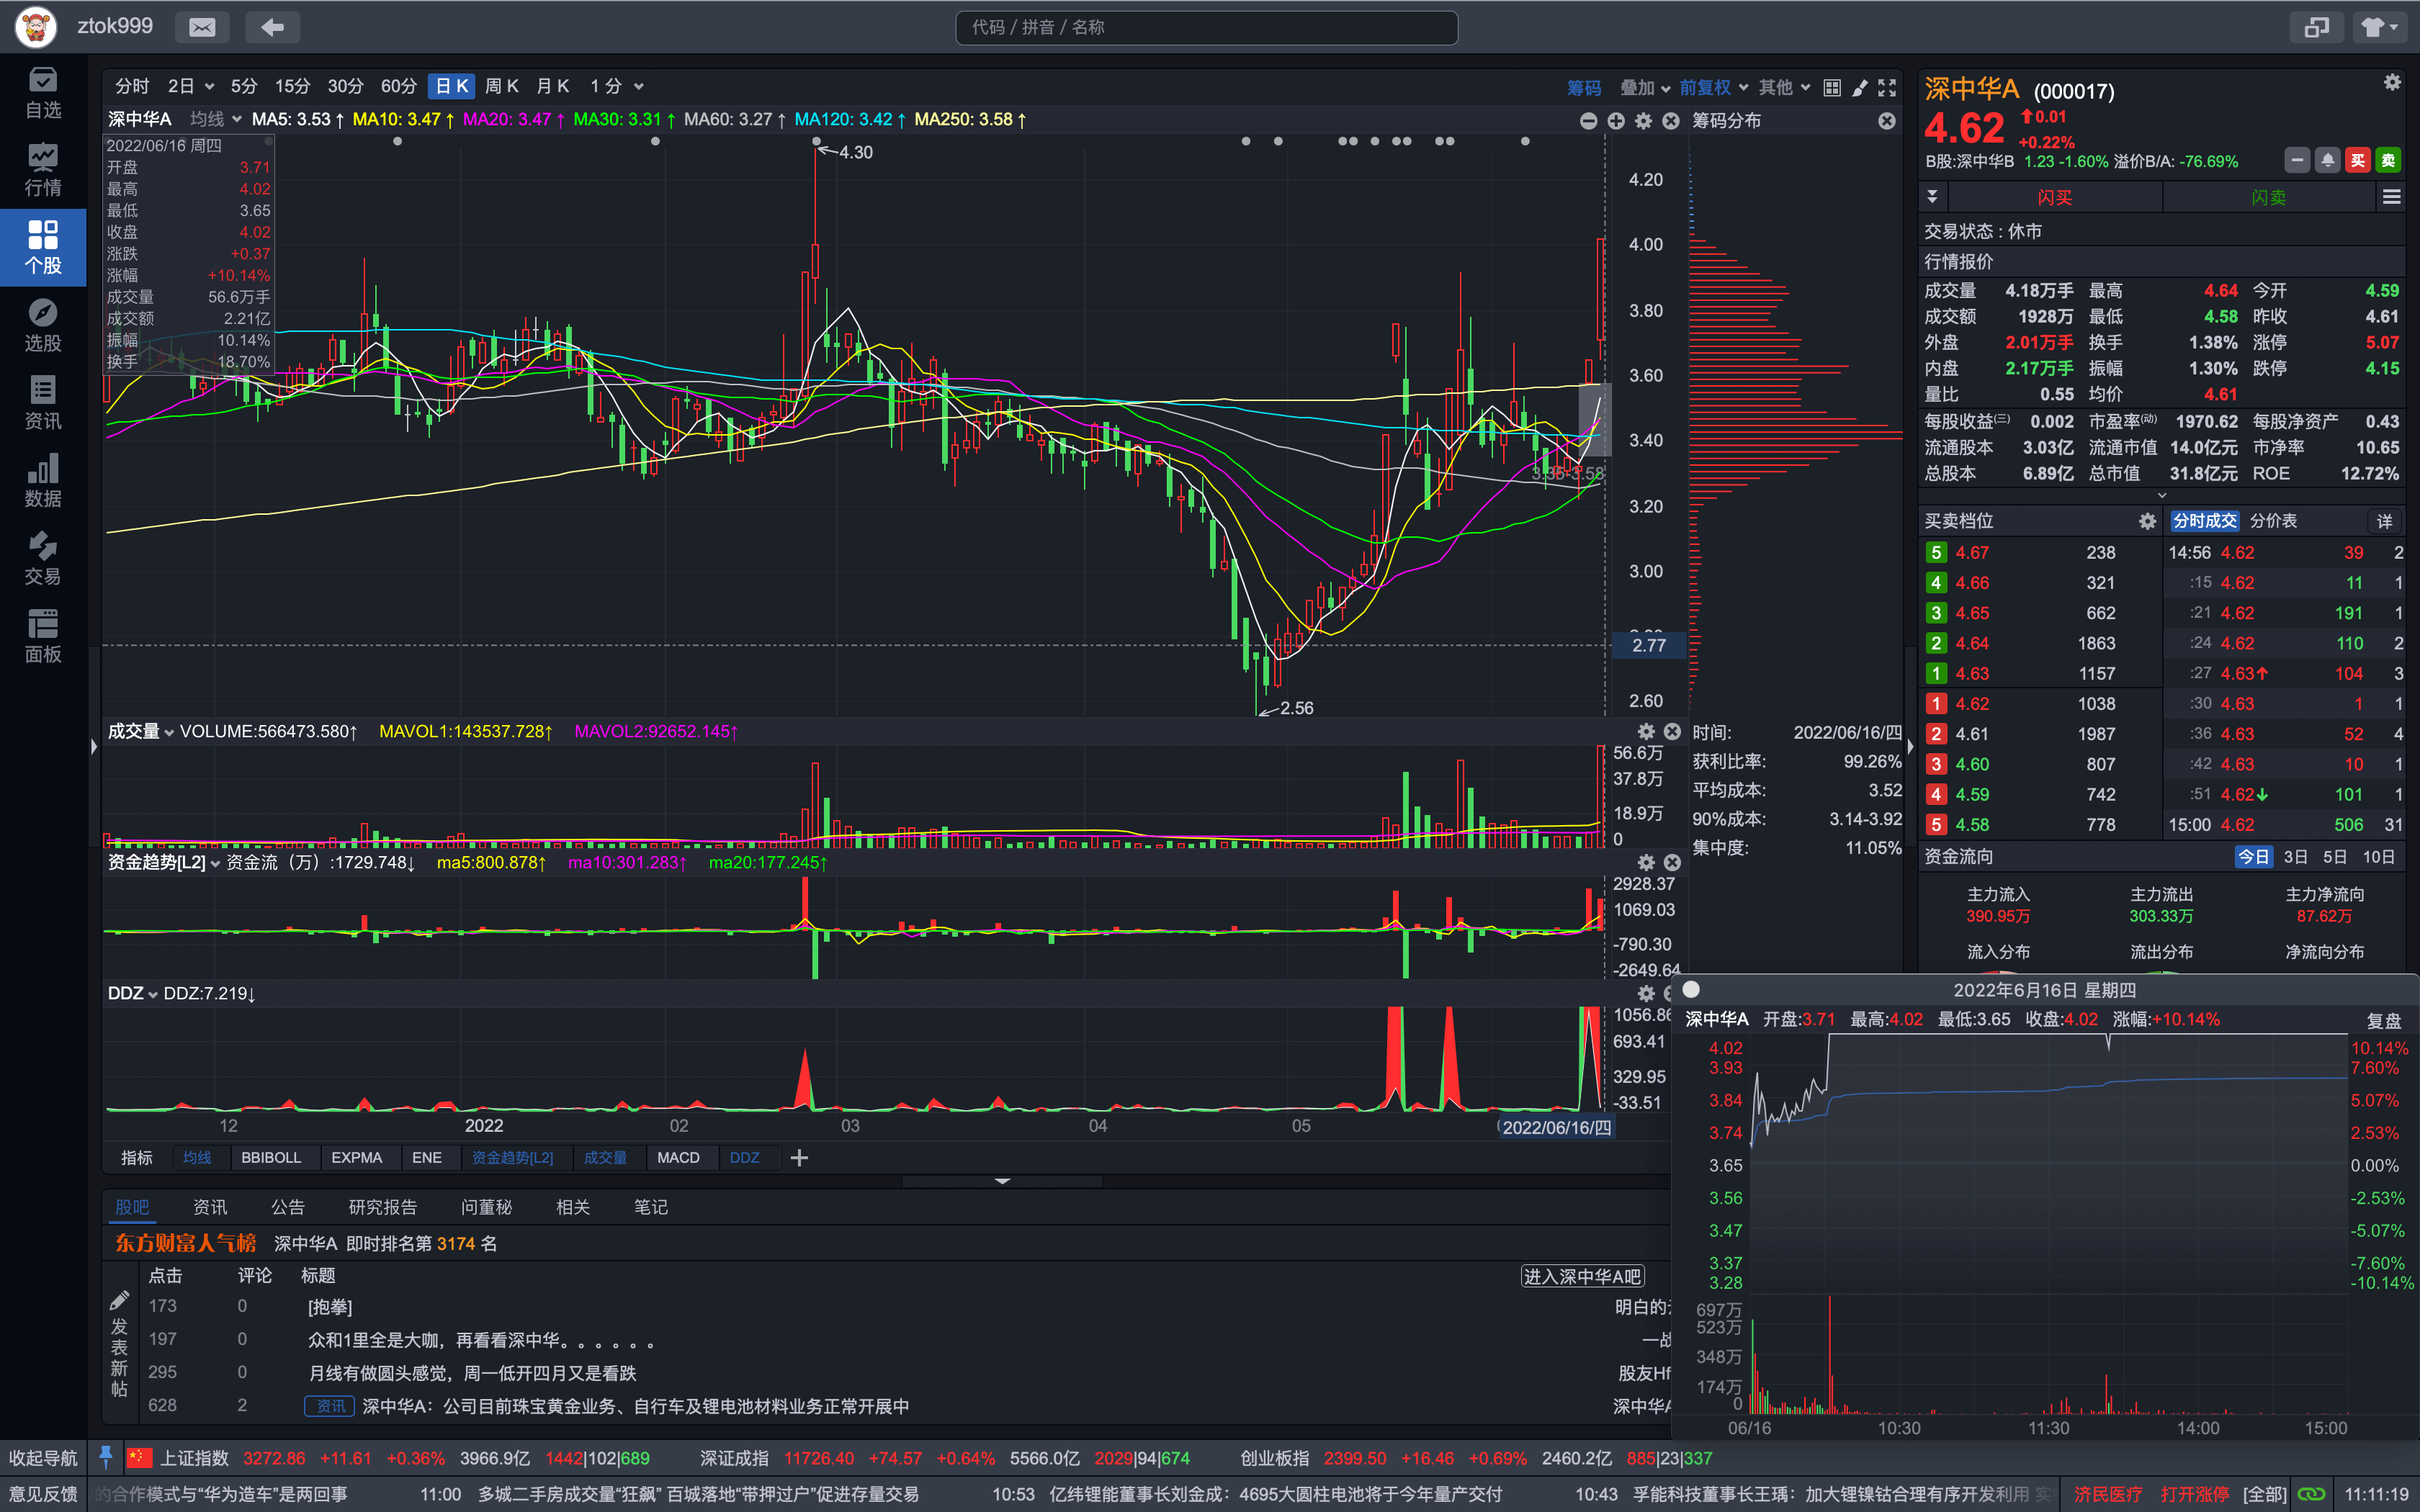 ztok999
代码 / 拼音 / 名称
自选
行情
个股
选股
资讯
数据
交易
面板
分时 2日 5分 15分 30分 60分 日K 周K 月K 1分 筹码 叠加 前复权 其他
深中华A 均线 MA5: 3.53↑ MA10: 3.47↑ MA20: 3.47↑ MA30: 3.31↑ MA60: 3.27↑ MA120: 3.42↑ MA250: 3.58↑ 筹码分布
2022/06/16 周四
开盘 3.71
最高 4.02
最低 3.65
收盘 4.02
涨跌 +0.37
涨幅 +10.14%
成交量 56.6万手
成交额 2.21亿
振幅 10.14%
换手 18.70%
4.30
3.35-3.58
2.56
4.20
4.00
3.80
3.60
3.40
3.20
3.00
2.77
2.60
成交量 VOLUME:566473.580↑ MAVOL1:143537.728↑ MAVOL2:92652.145↑
56.6万
37.8万
18.9万
0
资金趋势[L2] 资金流（万）:1729.748↓ ma5:800.878↑ ma10:301.283↑ ma20:177.245↑
2928.37
1069.03
-790.30
-2649.64
DDZ DDZ:7.219↓
1056.86
693.41
329.95
-33.51
12 2022 02 03 04 05 2022/06/16/四
指标 均线 BBIBOLL EXPMA ENE 资金趋势[L2] 成交量 MACD DDZ
时间: 2022/06/16/四
获利比率: 99.26%
平均成本: 3.52
90%成本: 3.14-3.92
集中度: 11.05%
股吧 资讯 公告 研究报告 问董秘 相关 笔记
东方财富人气榜 深中华A 即时排名第 3174 名
点击 评论 标题 进入深中华A吧
173 0 [抱拳] 明白的
197 0 众和1里全是大咖，再看看深中华。。。。。。 一战
295 0 月线有做圆头感觉，周一低开四月又是看跌 股友Hf
628 2 资讯 深中华A：公司目前珠宝黄金业务、自行车及锂电池材料业务正常开展中 深中华A
发表新帖
深中华A (000017)
4.62 0.01
+0.22%
B股:深中华B 1.23 -1.60% 溢价B/A: -76.69% 买 卖
闪买 闪卖
交易状态 : 休市
行情报价
成交量 4.18万手 最高 4.64 今开 4.59
成交额 1928万 最低 4.58 昨收 4.61
外盘 2.01万手 换手 1.38% 涨停 5.07
内盘 2.17万手 振幅 1.30% 跌停 4.15
量比 0.55 均价 4.61
每股收益(三) 0.002 市盈率(动) 1970.62 每股净资产 0.43
流通股本 3.03亿 流通市值 14.0亿元 市净率 10.65
总股本 6.89亿 总市值 31.8亿元 ROE 12.72%
买卖档位 分时成交 分价表 详
5 4.67 238 14:56 4.62 39 2
4 4.66 321 :15 4.62 11 1
3 4.65 662 :21 4.62 191 1
2 4.64 1863 :24 4.62 110 2
1 4.63 1157 :27 4.63↑ 104 3
1 4.62 1038 :30 4.63 1 1
2 4.61 1987 :36 4.63 52 4
3 4.60 807 :42 4.63 10 1
4 4.59 742 :51 4.62↓ 101 1
5 4.58 778 15:00 4.62 506 31
资金流向 今日 3日 5日 10日
主力流入 主力流出 主力净流向
390.95万 303.33万 87.62万
流入分布 流出分布 净流向分布
2022年6月16日 星期四
深中华A 开盘:3.71 最高:4.02 最低:3.65 收盘:4.02 涨幅:+10.14% 复盘
4.02 10.14%
3.93 7.60%
3.84 5.07%
3.74 2.53%
3.65 0.00%
3.56 -2.53%
3.47 -5.07%
3.37 -7.60%
3.28 -10.14%
697万
523万
348万
174万
0
06/16 10:30 11:30 14:00 15:00
收起导航 上证指数 3272.86 +11.61 +0.36% 3966.9亿 1442|102|689 深证成指 11726.40 +74.57 +0.64% 5566.0亿 2029|94|674 创业板指 2399.50 +16.46 +0.69% 2460.2亿 885|23|337
意见反馈 的合作模式与“华为造车”是两回事 11:00 多城二手房成交量“狂飙” 百城落地“带押过户”促进存量交易 10:53 亿纬锂能董事长刘金成：4695大圆柱电池将于今年量产交付 10:43 孚能科技董事长王瑀：加大锂镍钴合理有序开发利用 实 济民医疗 打开涨停 [全部] 11:11:19